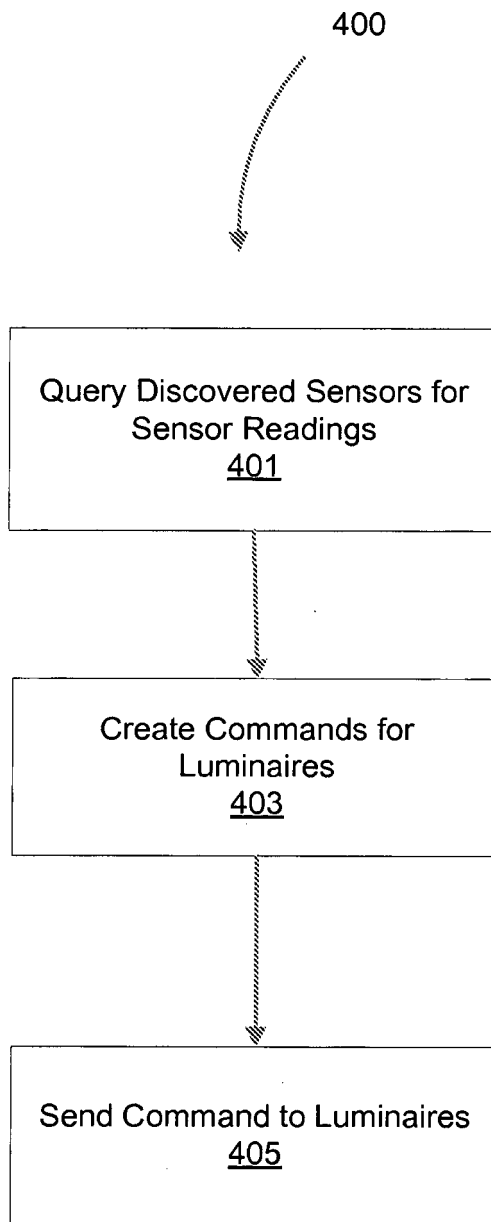 400
Query Discovered Sensors for
Sensor Readings
401
Create Commands for
Luminaires
403
Send Command to Luminaires
405